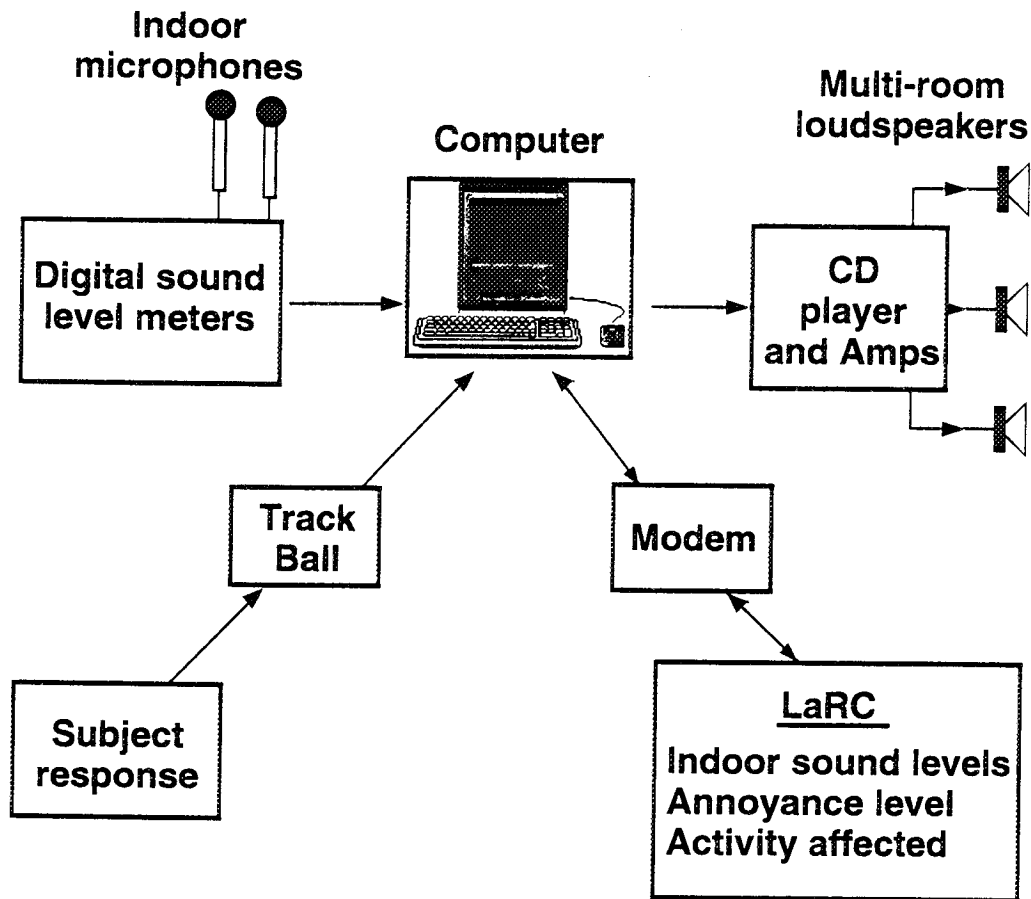 Indoor
microphones
Computer
Multi-room
loudspeakers
Digital sound
level meters
CD
player
and Amps
Track
Ball
Modem
Subject
response
LaRC
Indoor sound levels
Annoyance level
Activity affected